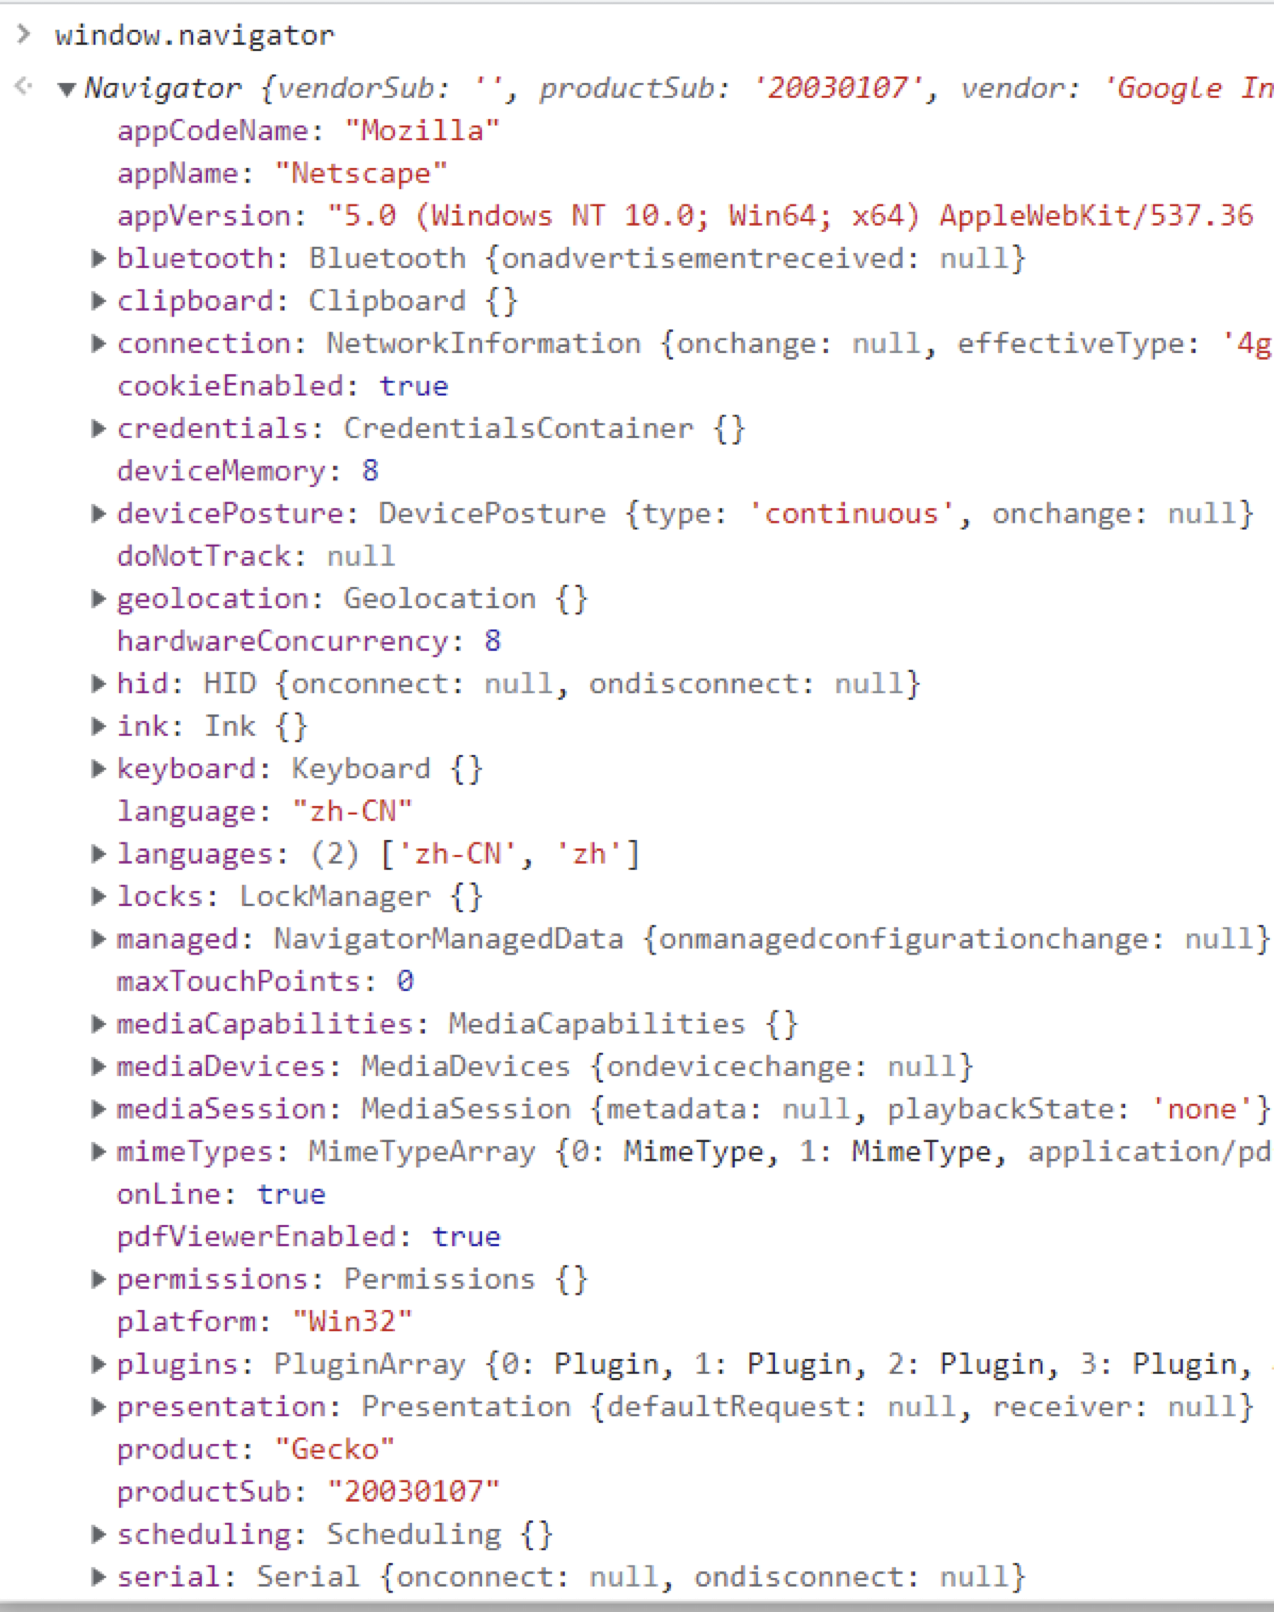 > window.navigator
Navigator {vendorSub: '', productSub: '20030107', vendor: 'Google In
appCodeName: "Mozilla"
appName: "Netscape"
appVersion: "5.0 (Windows NT 10.0; Win64; x64) AppleWebKit/537.36
bluetooth: Bluetooth {onadvertisementreceived: null}
clipboard: Clipboard {}
connection: NetworkInformation {onchange: null, effectiveType: '4g
cookieEnabled: true
credentials: CredentialsContainer {}
deviceMemory: 8
devicePosture: DevicePosture {type: 'continuous', onchange: null}
doNotTrack: null
geolocation: Geolocation {}
hardwareConcurrency: 8
hid: HID {onconnect: null, ondisconnect: null}
ink: Ink {}
keyboard: Keyboard {}
language: "zh-CN"
languages: (2) ['zh-CN', 'zh']
locks: LockManager {}
managed: NavigatorManagedData {onmanagedconfigurationchange: null}
maxTouchPoints: 0
mediaCapabilities: MediaCapabilities {}
mediaDevices: MediaDevices {ondevicechange: null}
mediaSession: MediaSession {metadata: null, playbackState: 'none'}
mimeTypes: MimeTypeArray {0: MimeType, 1: MimeType, application/pd
onLine: true
pdfViewerEnabled: true
permissions: Permissions {}
platform: "Win32"
plugins: PluginArray {0: Plugin, 1: Plugin, 2: Plugin, 3: Plugin,
presentation: Presentation {defaultRequest: null, receiver: null}
product: "Gecko"
productSub: "20030107"
scheduling: Scheduling {}
serial: Serial {onconnect: null, ondisconnect: null}